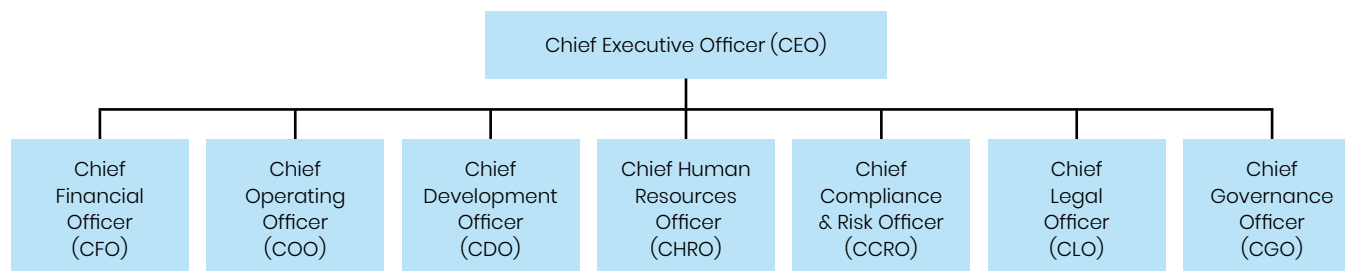 Chief Executive Officer (CEO)
Chief
Financial
Officer
(CFO)
Chief
Operating
Officer
(COO)
Chief
Development
Officer
(CDO)
Chief Human
Resources
Officer
(CHRO)
Chief
Compliance
& Risk Officer
(CCRO)
Chief
Legal
Officer
(CLO)
Chief
Governance
Officer
(CGO)